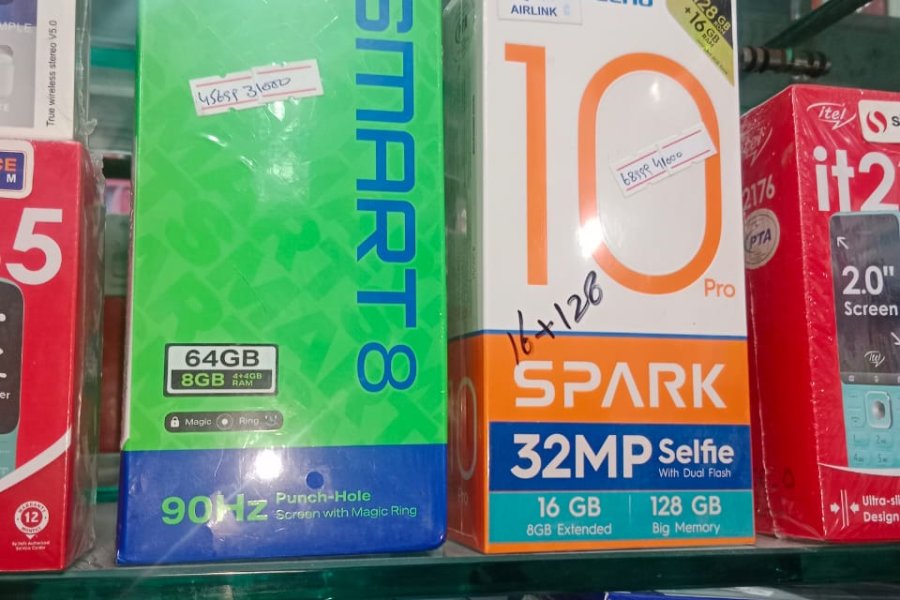 True wireless stereo V5.0
5
12
SMART 8
45699 31000
64GB
8GB 4+4GB
RAM
Magic Ring
90Hz Punch-Hole
Screen with Magic Ring
AIRLINK
128 GB
+16 GB
10
Pro
68999 41000
16+128
SPARK
32MP Selfie
With Dual Flash
16 GB 128 GB
8GB Extended Big Memory
itel
it2
2176
PTA
2.0"
Screen
itel
Design